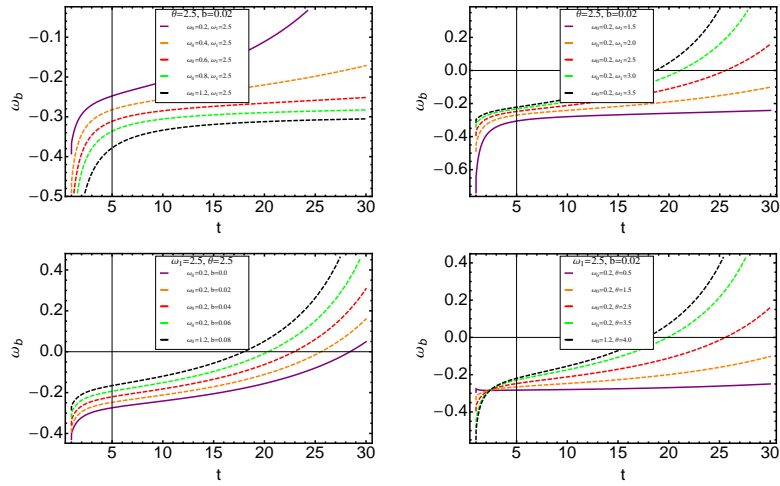 θ=2.5, b=0.02
ω₀=0.2, ω₁=2.5
ω₀=0.4, ω₁=2.5
ω₀=0.6, ω₁=2.5
ω₀=0.8, ω₁=2.5
ω₀=1.2, ω₁=2.5
−0.1
−0.2
−0.3
−0.4
−0.5
ω_b
5 10 15 20 25 30
t
θ=2.5, b=0.02
ω₀=0.2, ω₁=1.5
ω₀=0.2, ω₁=2.0
ω₀=0.2, ω₁=2.5
ω₀=0.2, ω₁=3.0
ω₀=0.2, ω₁=3.5
0.2
0.0
−0.2
−0.4
−0.6
ω_b
5 10 15 20 25 30
t
ω₁=2.5, θ=2.5
ω₀=0.2, b=0.0
ω₀=0.2, b=0.02
ω₀=0.2, b=0.04
ω₀=0.2, b=0.06
ω₀=1.2, b=0.08
0.4
0.2
0.0
−0.2
−0.4
ω_b
5 10 15 20 25 30
t
ω₁=2.5, b=0.02
ω₀=0.2, θ=0.5
ω₀=0.2, θ=1.5
ω₀=0.2, θ=2.5
ω₀=0.2, θ=3.5
ω₀=1.2, θ=4.0
0.4
0.2
0.0
−0.2
−0.4
ω_b
5 10 15 20 25 30
t